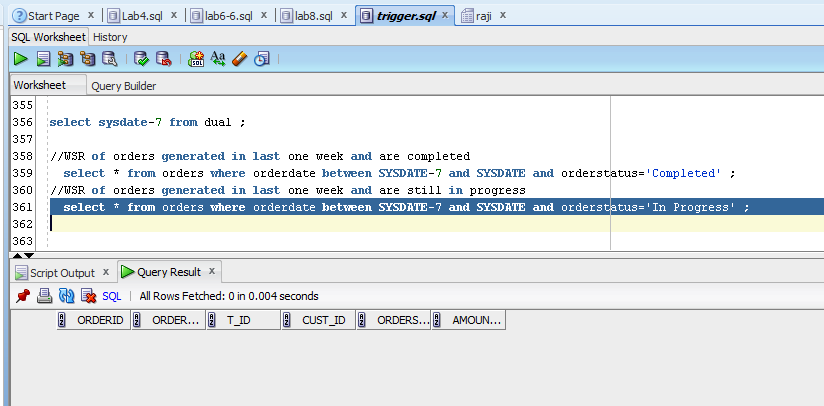 Start Page x Lab4.sql x lab6-6.sql x lab8.sql x trigger.sql x raji x
SQL Worksheet History
SQL Aa
Worksheet Query Builder
355
356 select sysdate-7 from dual ;
357
358 //WSR of orders generated in last one week and are completed
359 select * from orders where orderdate between SYSDATE-7 and SYSDATE and orderstatus='Completed' ;
360 //WSR of orders generated in last one week and are still in progress
361 select * from orders where orderdate between SYSDATE-7 and SYSDATE and orderstatus='In Progress' ;
362
363
Script Output x Query Result x
SQL | All Rows Fetched: 0 in 0.004 seconds
ORDERID ORDER... T_ID CUST_ID ORDERS... AMOUN...